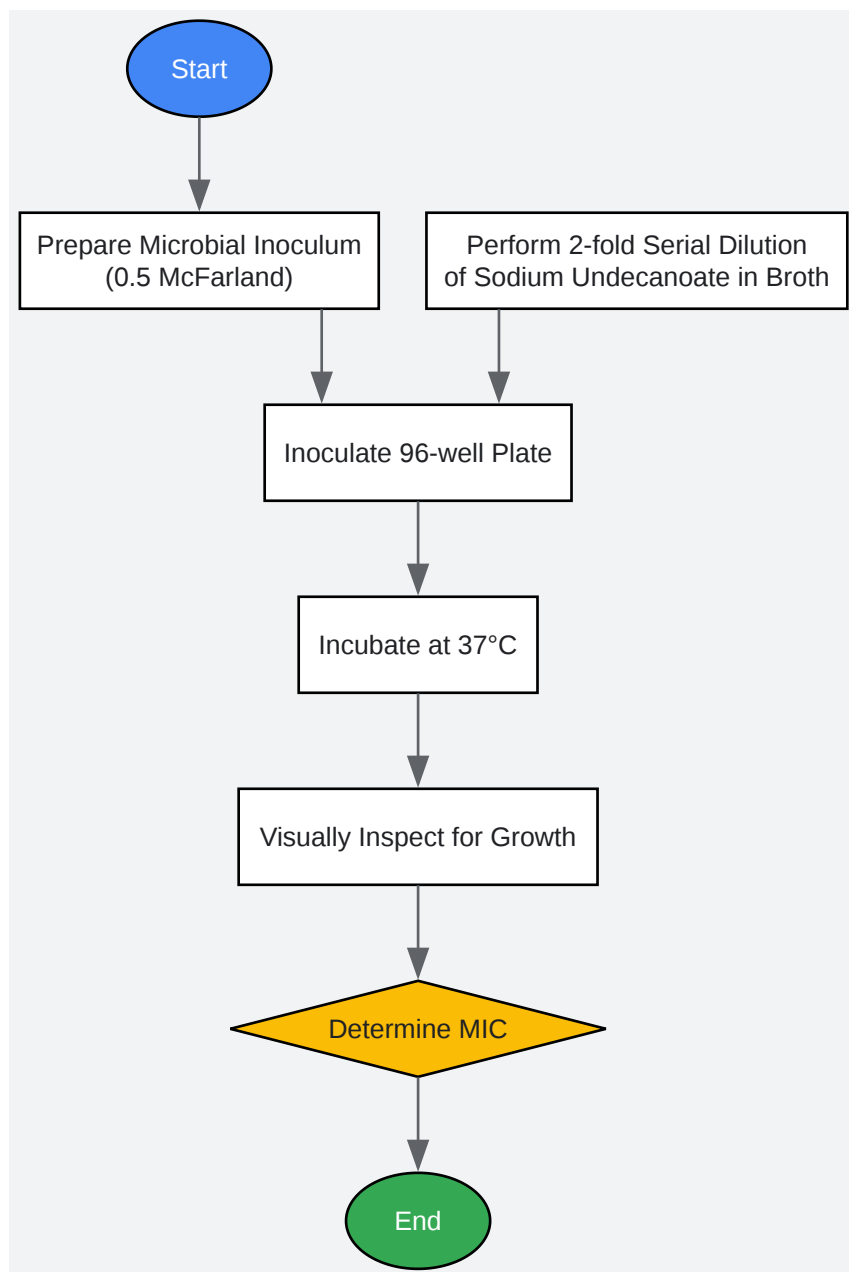 Start
Prepare Microbial Inoculum
(0.5 McFarland)
Perform 2-fold Serial Dilution
of Sodium Undecanoate in Broth
Inoculate 96-well Plate
Incubate at 37°C
Visually Inspect for Growth
Determine MIC
End